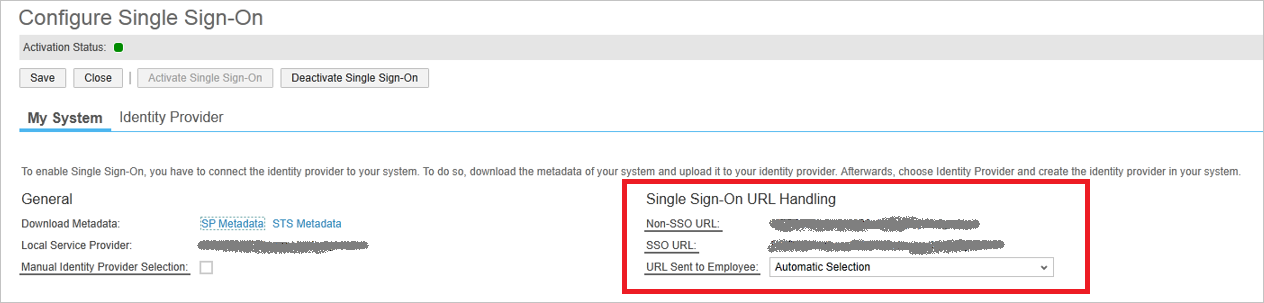 Configure Single Sign-On
Activation Status:
Save Close | Activate Single Sign-On Deactivate Single Sign-On
My System Identity Provider
To enable Single Sign-On, you have to connect the identity provider to your system. To do so, download the metadata of your system and upload it to your identity provider. Afterwards, choose Identity Provider and create the identity provider in your system.
General
Download Metadata: SP Metadata STS Metadata
Local Service Provider:
Manual Identity Provider Selection:
Single Sign-On URL Handling
Non-SSO URL:
SSO URL:
URL Sent to Employee: Automatic Selection